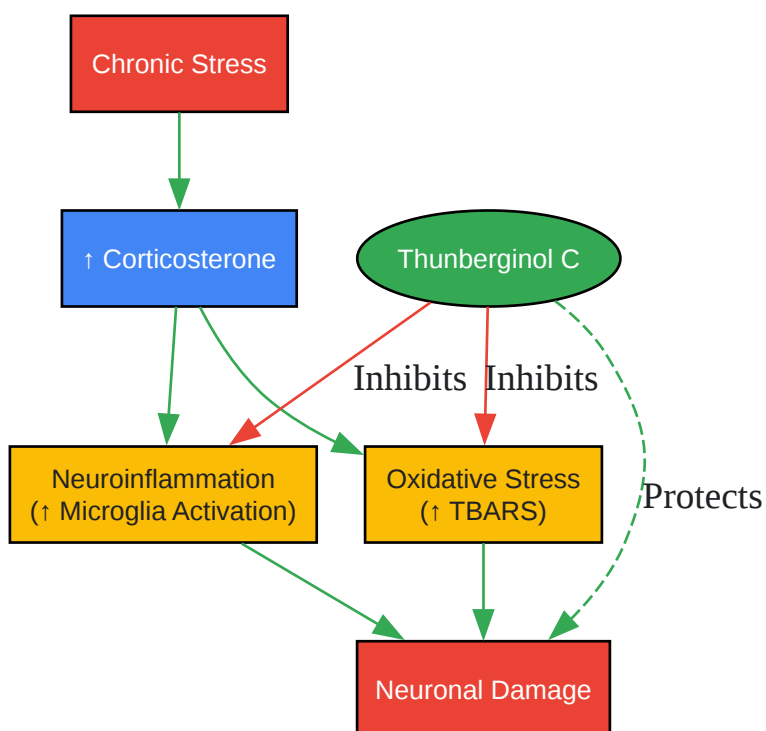 Chronic Stress
↑ Corticosterone
Thunberginol C
Inhibits
Inhibits
Neuroinflammation
(↑ Microglia Activation)
Oxidative Stress
(↑ TBARS)
Protects
Neuronal Damage